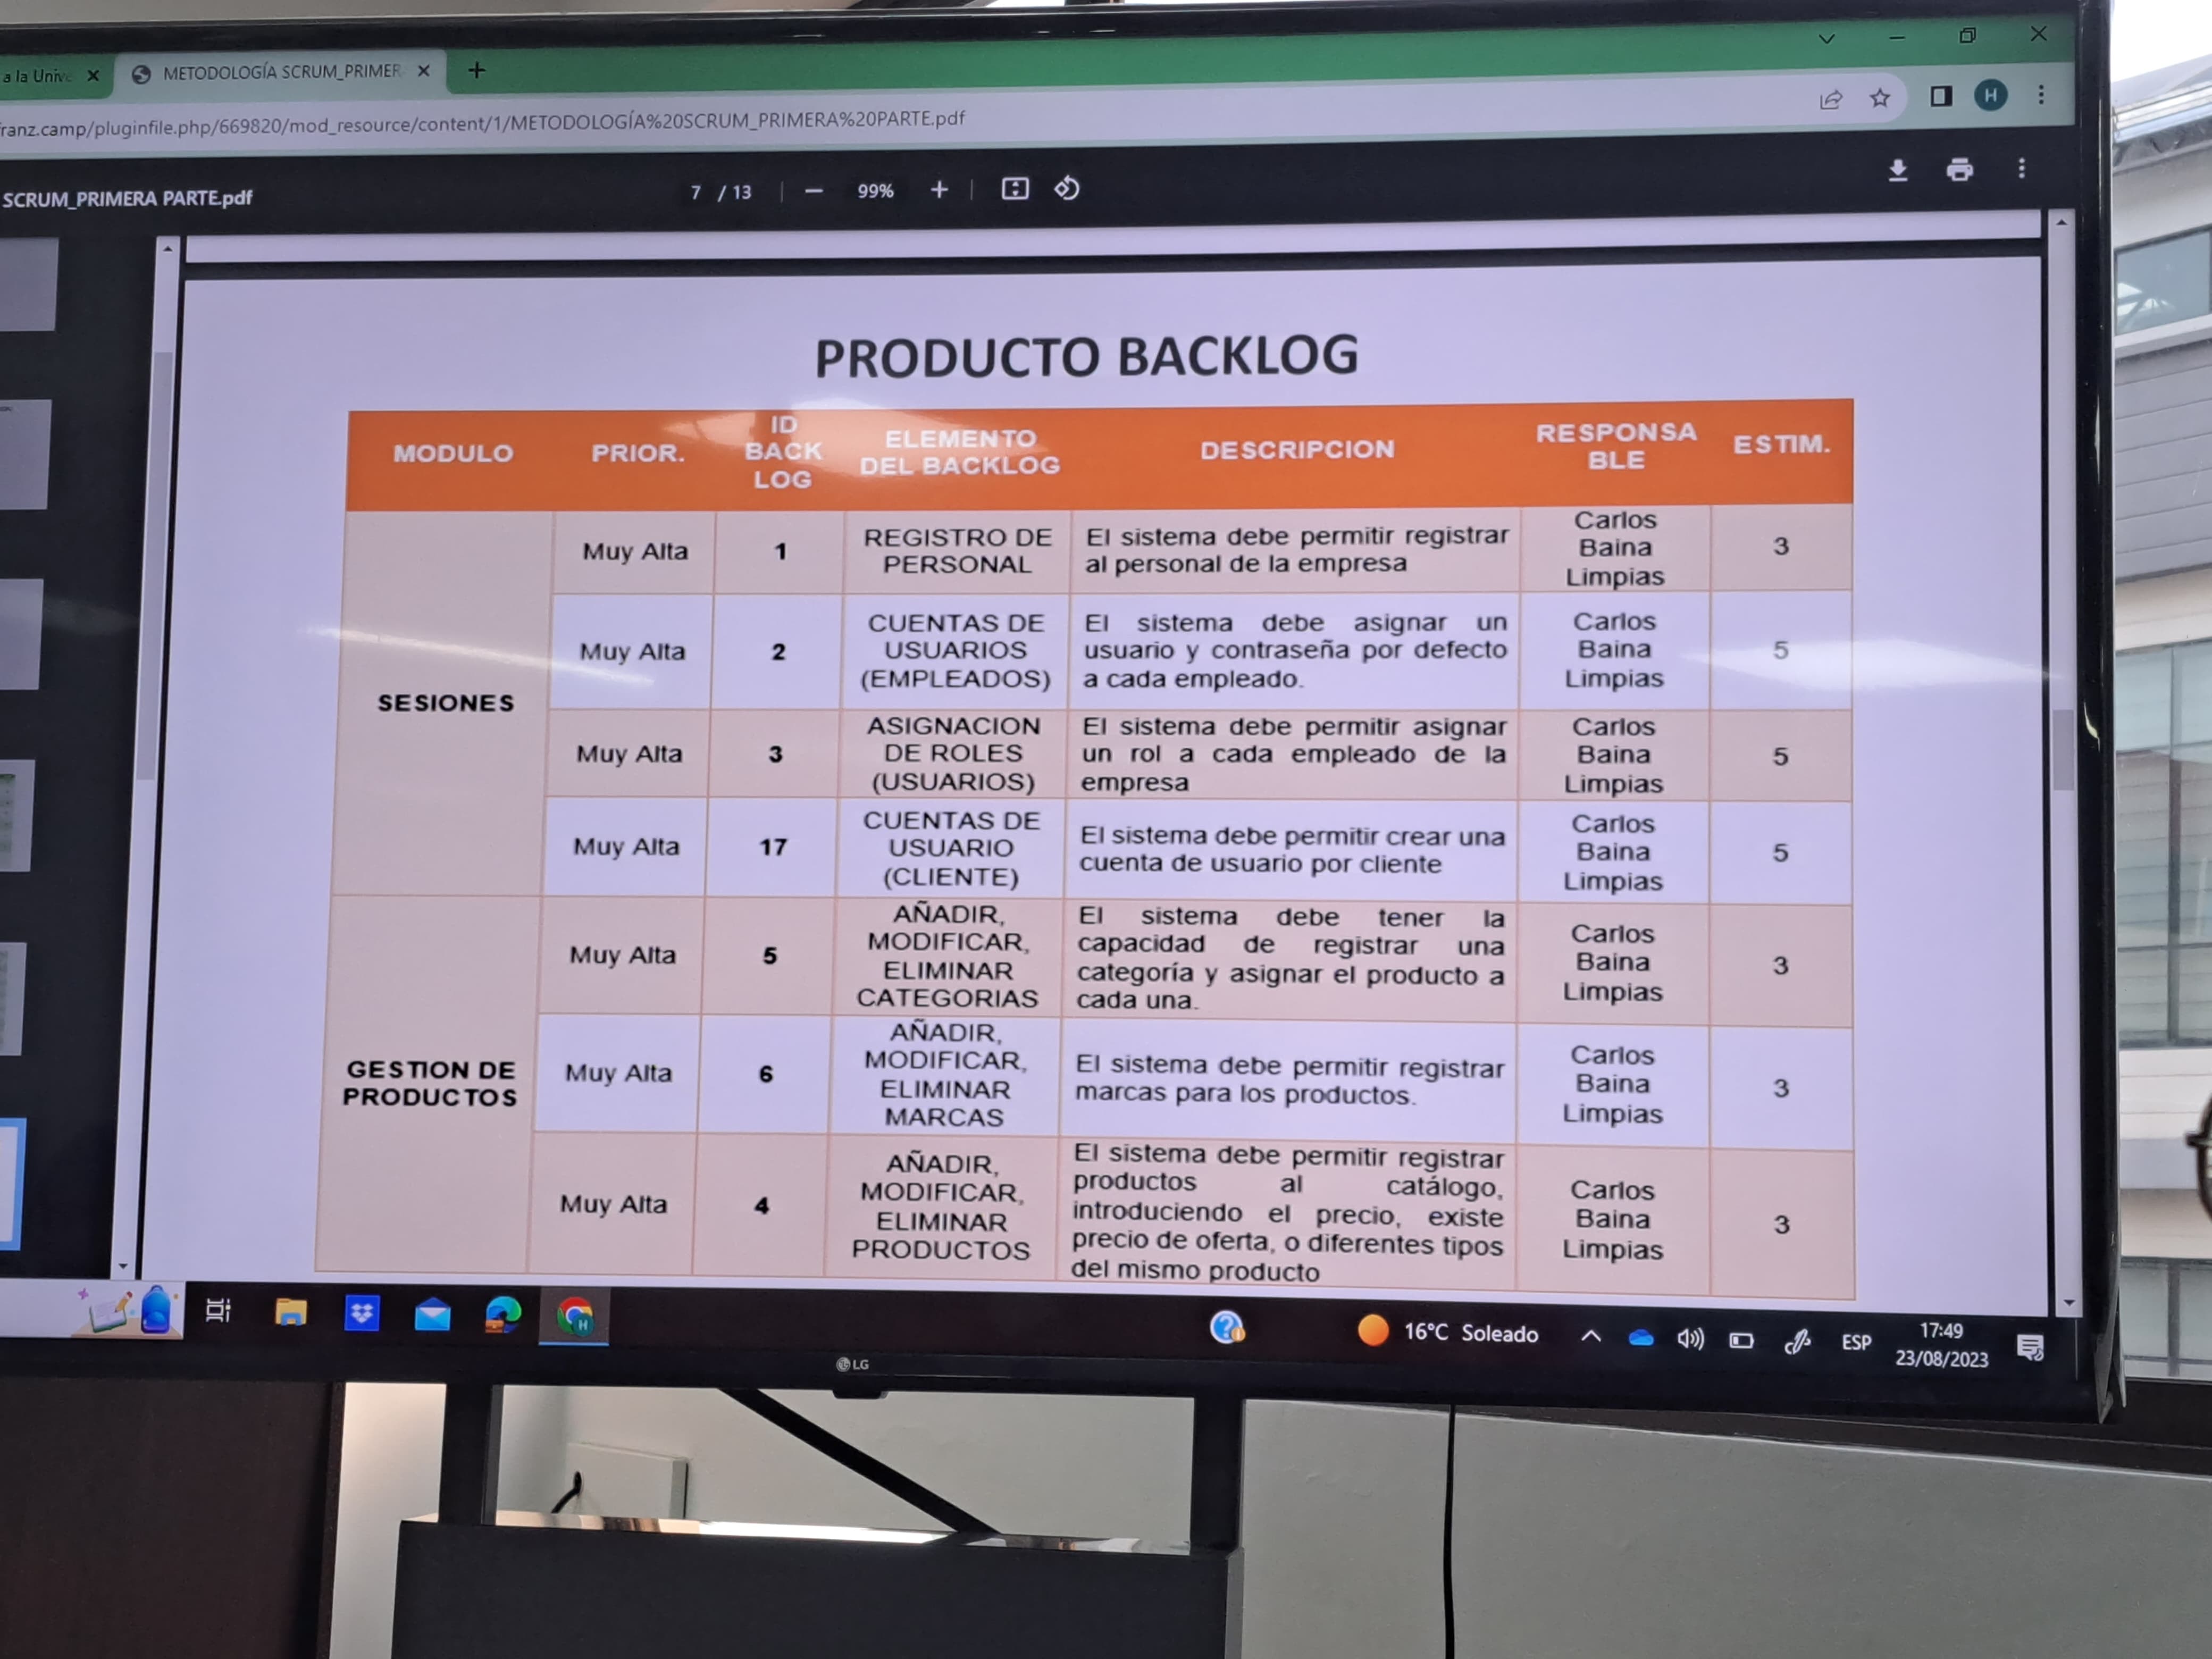 a la Unive
METODOLOGÍA SCRUM_PRIMER
ranz.camp/pluginfile.php/669820/mod_resource/content/1/METODOLOGÍA%20SCRUM_PRIMERA%20PARTE.pdf
H
SCRUM_PRIMERA PARTE.pdf
7 / 13
99%
PRODUCTO BACKLOG
MODULO
PRIOR.
ID
BACK
LOG
ELEMENTO
DEL BACKLOG
DESCRIPCION
RESPONSA
BLE
ESTIM.
SESIONES
Muy Alta
1
REGISTRO DE
PERSONAL
El sistema debe permitir registrar
al personal de la empresa
Carlos
Baina
Limpias
3
Muy Alta
2
CUENTAS DE
USUARIOS
(EMPLEADOS)
El sistema debe asignar un
usuario y contraseña por defecto
a cada empleado.
Carlos
Baina
Limpias
5
Muy Alta
3
ASIGNACION
DE ROLES
(USUARIOS)
El sistema debe permitir asignar
un rol a cada empleado de la
empresa
Carlos
Baina
Limpias
5
Muy Alta
17
CUENTAS DE
USUARIO
(CLIENTE)
El sistema debe permitir crear una
cuenta de usuario por cliente
Carlos
Baina
Limpias
5
GESTION DE
PRODUCTOS
Muy Alta
5
AÑADIR,
MODIFICAR,
ELIMINAR
CATEGORIAS
El sistema debe tener la
capacidad de registrar una
categoría y asignar el producto a
cada una.
Carlos
Baina
Limpias
3
Muy Alta
6
AÑADIR,
MODIFICAR,
ELIMINAR
MARCAS
El sistema debe permitir registrar
marcas para los productos.
Carlos
Baina
Limpias
3
Muy Alta
4
AÑADIR,
MODIFICAR,
ELIMINAR
PRODUCTOS
El sistema debe permitir registrar
productos al catálogo,
introduciendo el precio, existe
precio de oferta, o diferentes tipos
del mismo producto
Carlos
Baina
Limpias
3
16°C Soleado
ESP
17:49
23/08/2023
LG